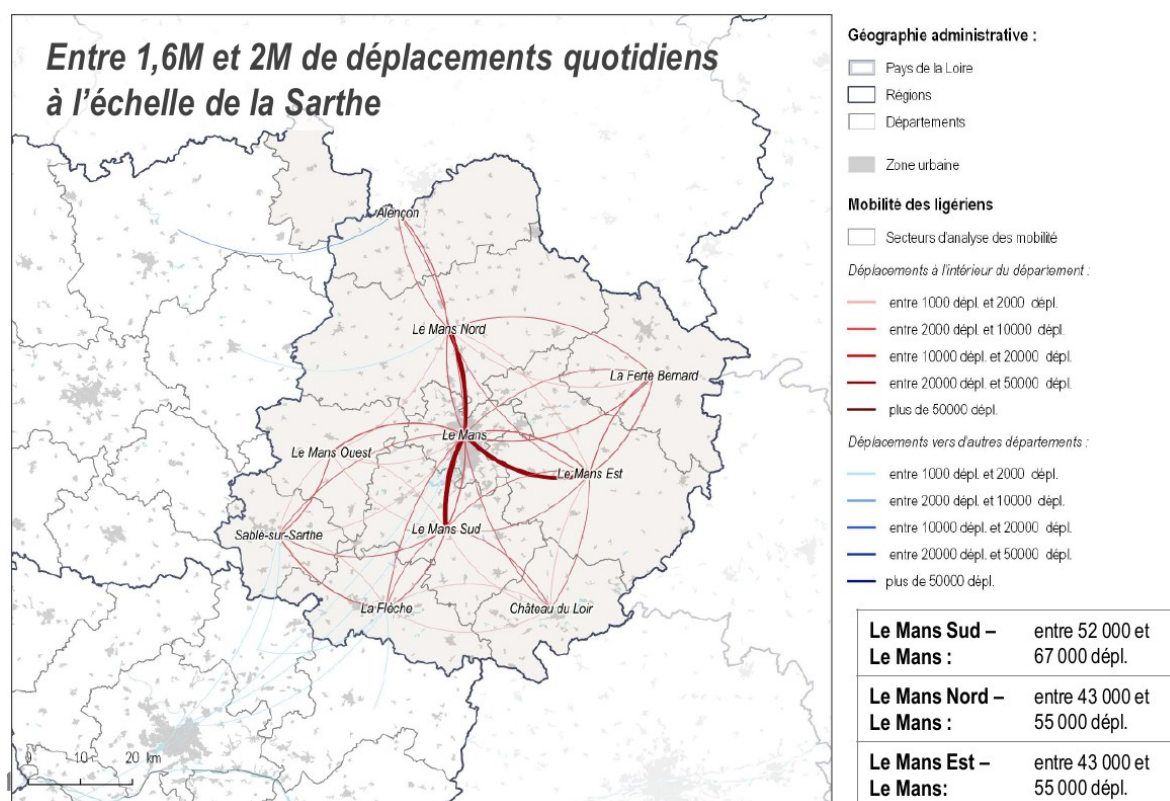 Entre 1,6M et 2M de déplacements quotidiens
à l'échelle de la Sarthe
Alençon
Le Mans Nord
La Ferté Bernard
Le Mans
Le Mans Ouest
Le Mans Est
Le Mans Sud
Sablé-sur-Sarthe
La Flèche
Château du Loir
0 10 20 km
Géographie administrative :
Pays de la Loire
Régions
Départements
Zone urbaine
Mobilité des ligériens
Secteurs d'analyse des mobilité
Déplacements à l'intérieur du département :
entre 1000 dépl. et 2000 dépl.
entre 2000 dépl. et 10000 dépl.
entre 10000 dépl. et 20000 dépl.
entre 20000 dépl. et 50000 dépl.
plus de 50000 dépl.
Déplacements vers d'autres départements :
entre 1000 dépl. et 2000 dépl.
entre 2000 dépl. et 10000 dépl.
entre 10000 dépl. et 20000 dépl.
entre 20000 dépl. et 50000 dépl.
plus de 50000 dépl.
Le Mans Sud – entre 52 000 et
Le Mans : 67 000 dépl.
Le Mans Nord – entre 43 000 et
Le Mans : 55 000 dépl.
Le Mans Est – entre 43 000 et
Le Mans: 55 000 dépl.